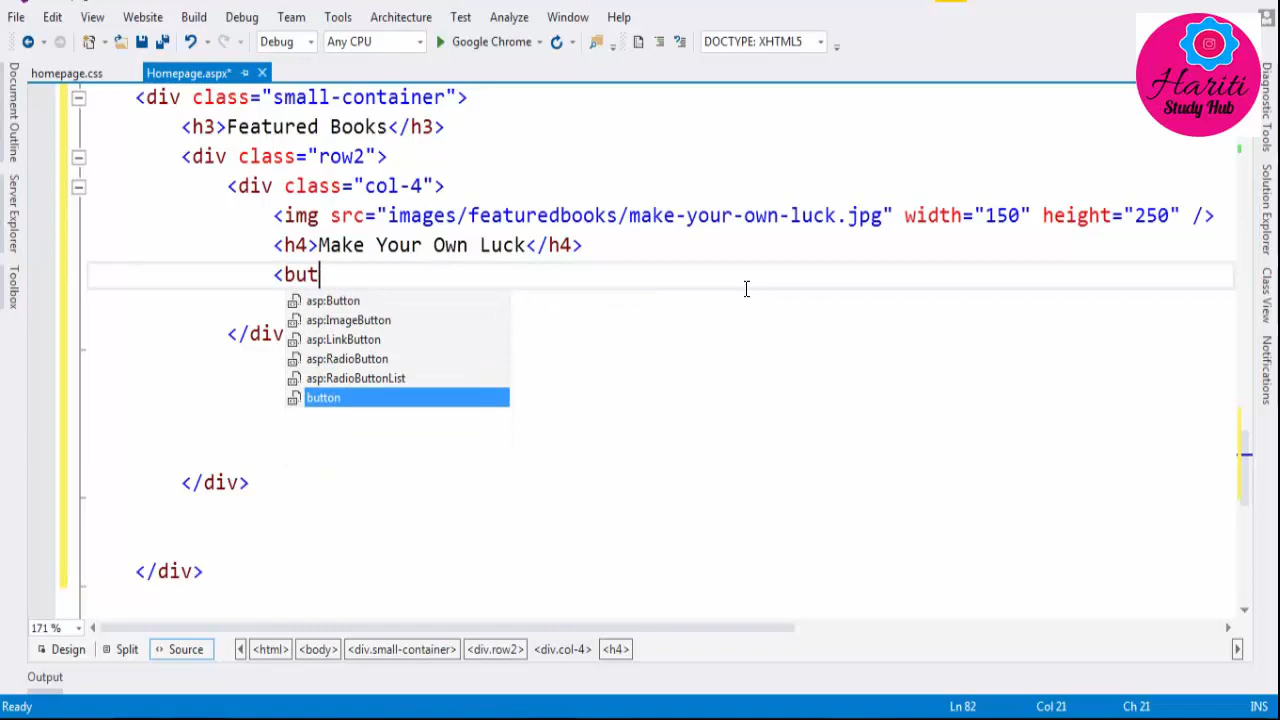 File Edit View Website Build Debug Team Tools Architecture Test Analyze Window Help
Debug Any CPU Google Chrome DOCTYPE: XHTML5
Hariti
Study Hub
homepage.css Homepage.aspx*
Document Outline
Server Explorer
Toolbox
Diagnostic Tools
Solution Explorer
Class View
Notifications
<div class="small-container">
<h3>Featured Books</h3>
<div class="row2">
<div class="col-4">
<img src="images/featuredbooks/make-your-own-luck.jpg" width="150" height="250" />
<h4>Make Your Own Luck</h4>
<but
asp:Button
asp:ImageButton
asp:LinkButton
asp:RadioButton
asp:RadioButtonList
button
</div
</div>
</div>
171 %
Design Split Source <html> <body> <div.small-container> <div.row2> <div.col-4> <h4>
Output
Ready Ln 82 Col 21 Ch 21 INS